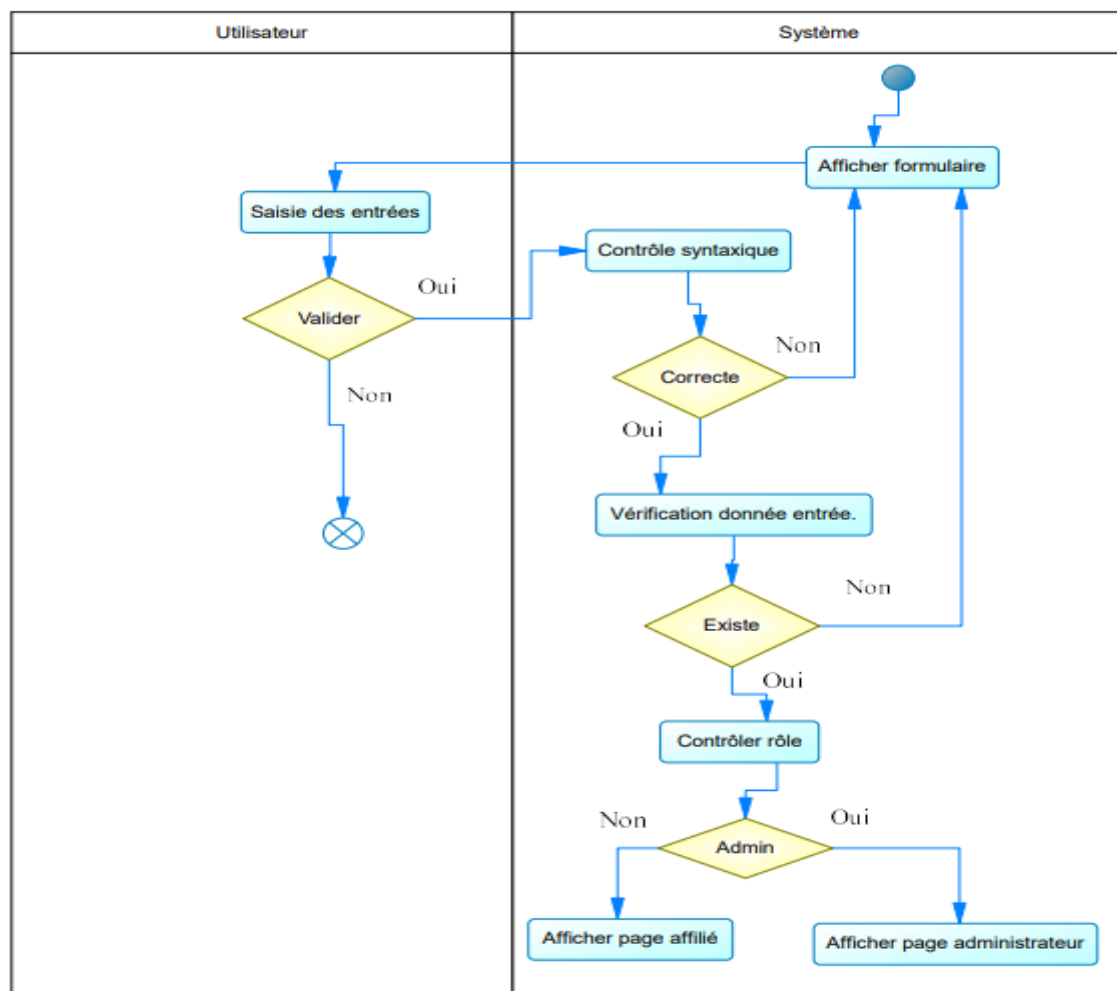 Utilisateur
Système
Afficher formulaire
Saisie des entrées
Contrôle syntaxique
Oui
Valider
Non
Correcte
Non
Oui
Vérification donnée entrée.
Non
Existe
Oui
Contrôler rôle
Non
Oui
Admin
Afficher page affilié
Afficher page administrateur